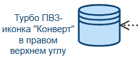 Турбо ПВЗ-
иконка "Конверт"
в правом
верхнем углу